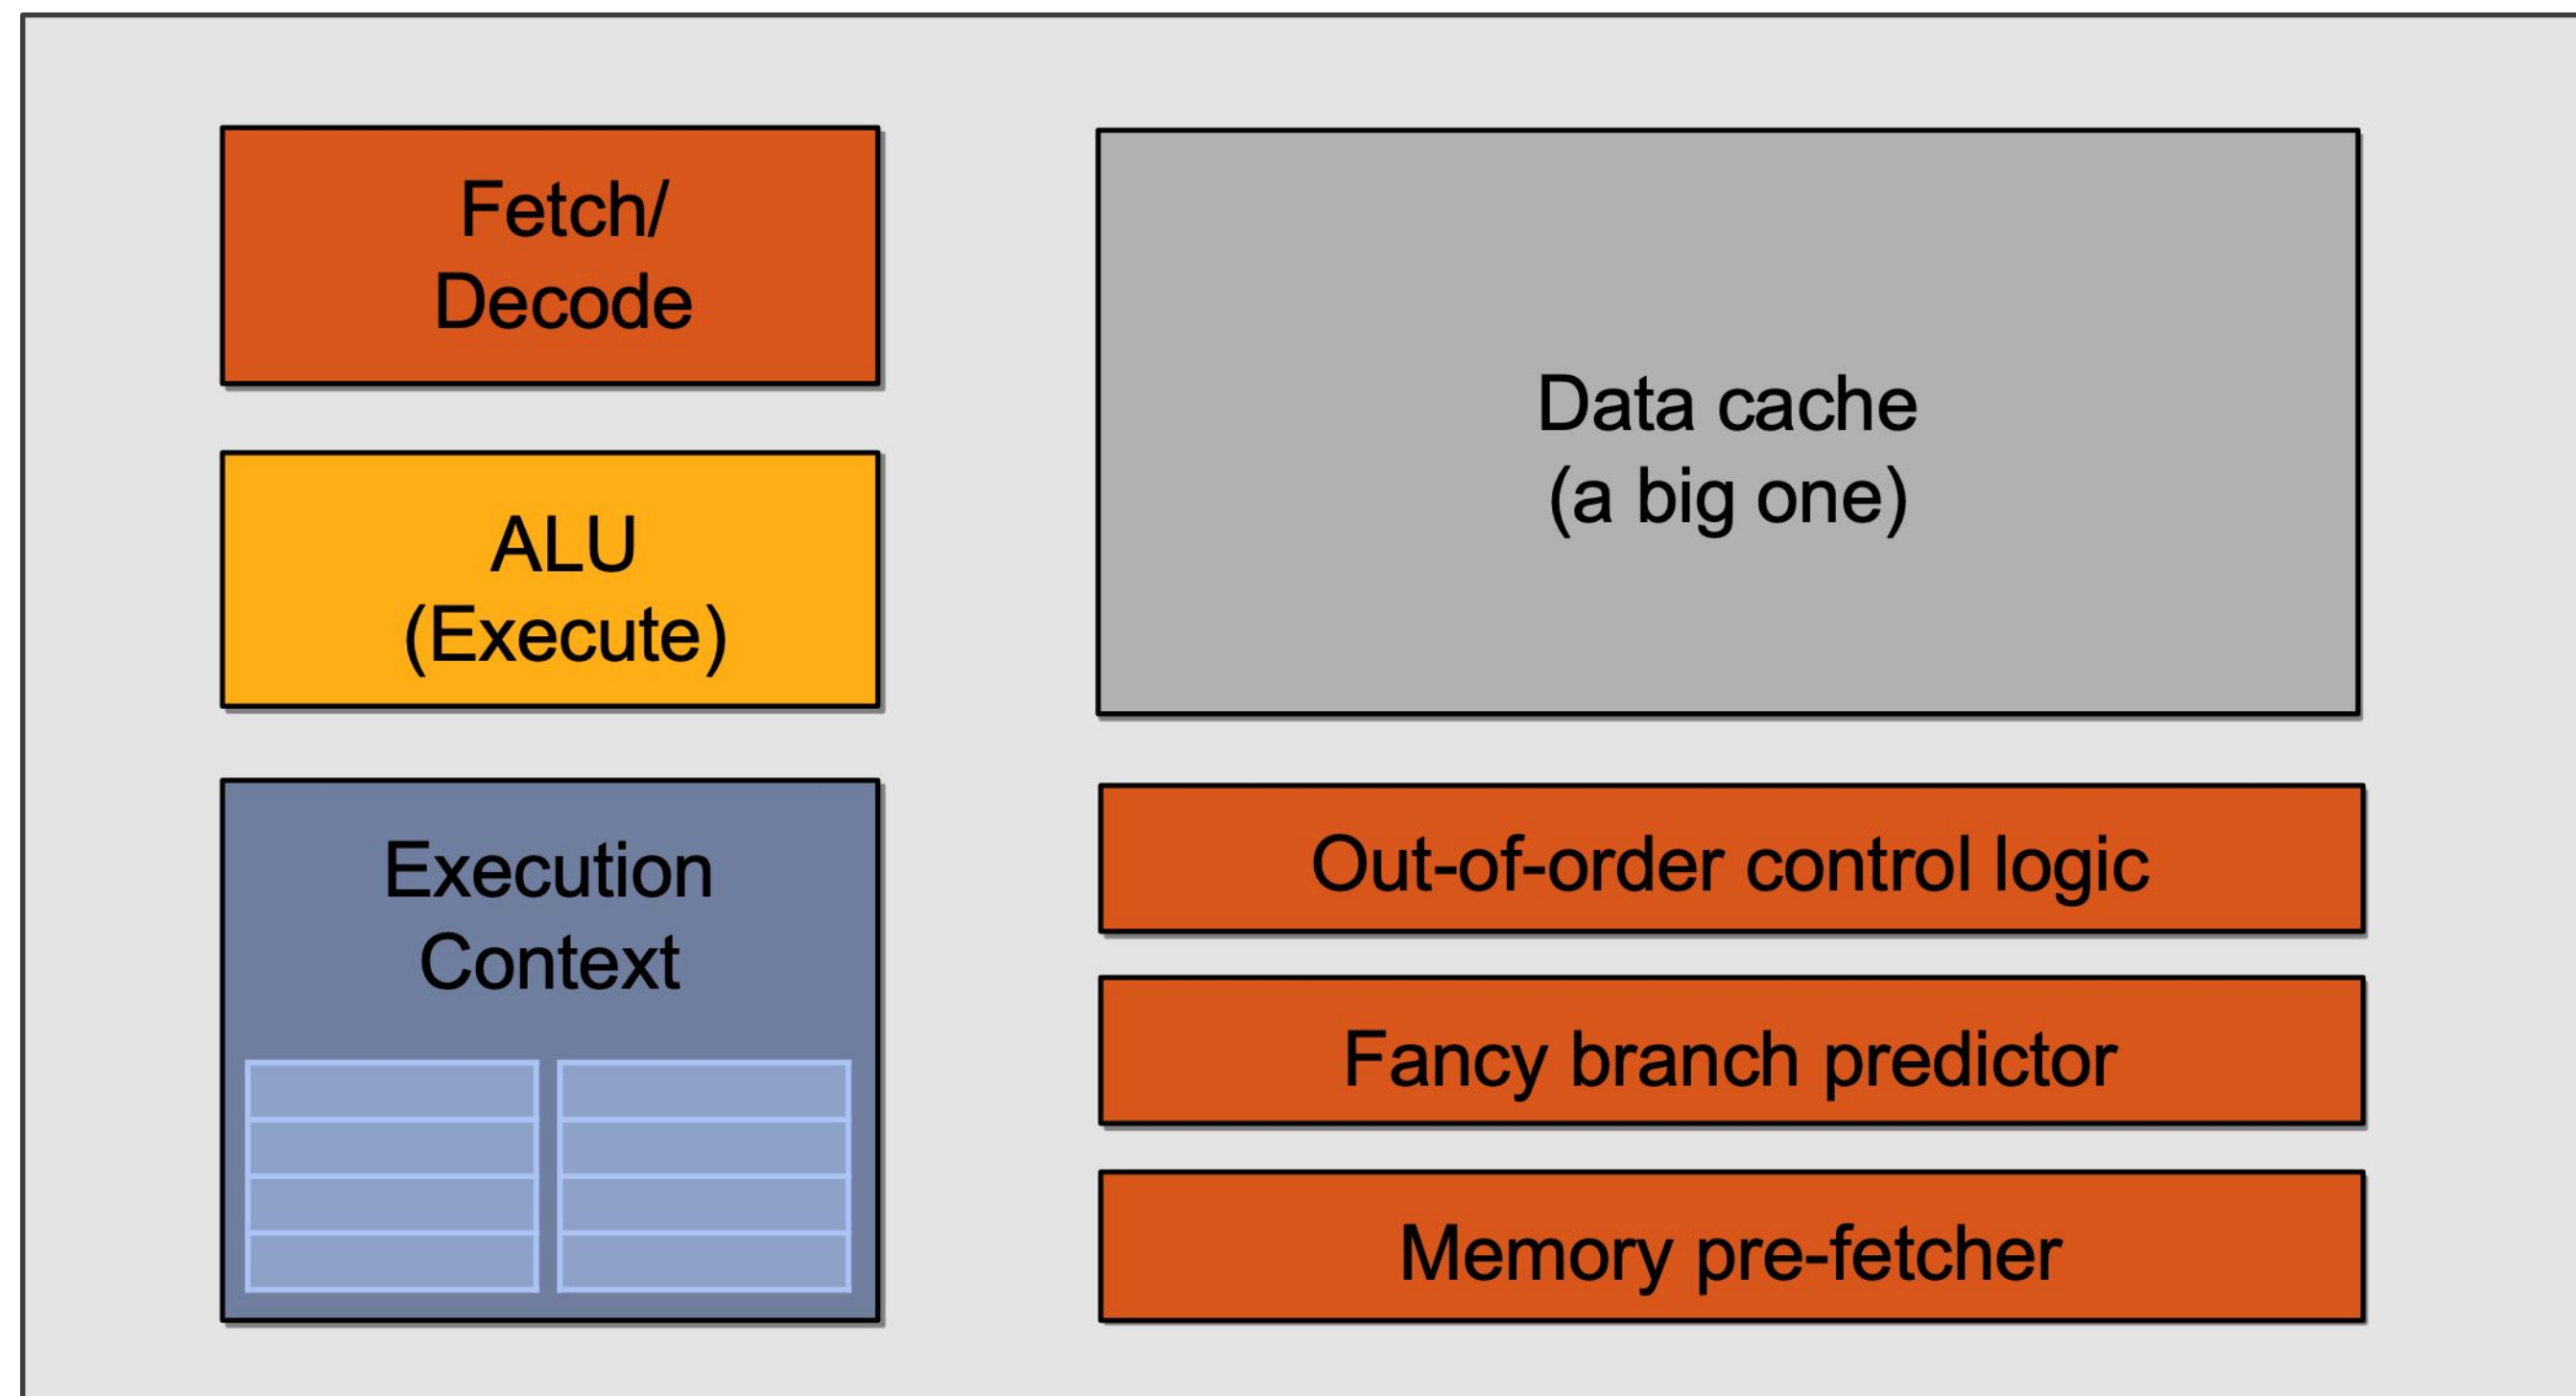 Fetch/
Decode
ALU
(Execute)
Execution
Context
Data cache
(a big one)
Out-of-order control logic
Fancy branch predictor
Memory pre-fetcher